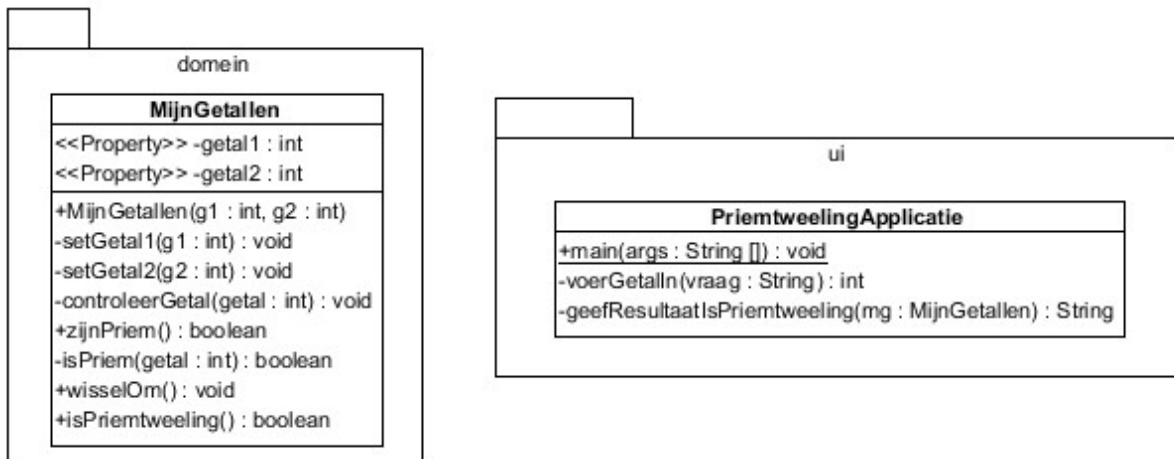 domein
MijnGetallen
<<Property>> -getal1 : int
<<Property>> -getal2 : int
+MijnGetallen(g1 : int, g2 : int)
-setGetal1(g1 : int) : void
-setGetal2(g2 : int) : void
-controleerGetal(getal : int) : void
+zijnPriem() : boolean
-isPriem(getal : int) : boolean
+wisselOm() : void
+isPriemtweeling() : boolean
ui
PriemtweelingApplicatie
+main(args : String []) : void
-voerGetalIn(vraag : String) : int
-geefResultaatIsPriemtweeling(mg : MijnGetallen) : String